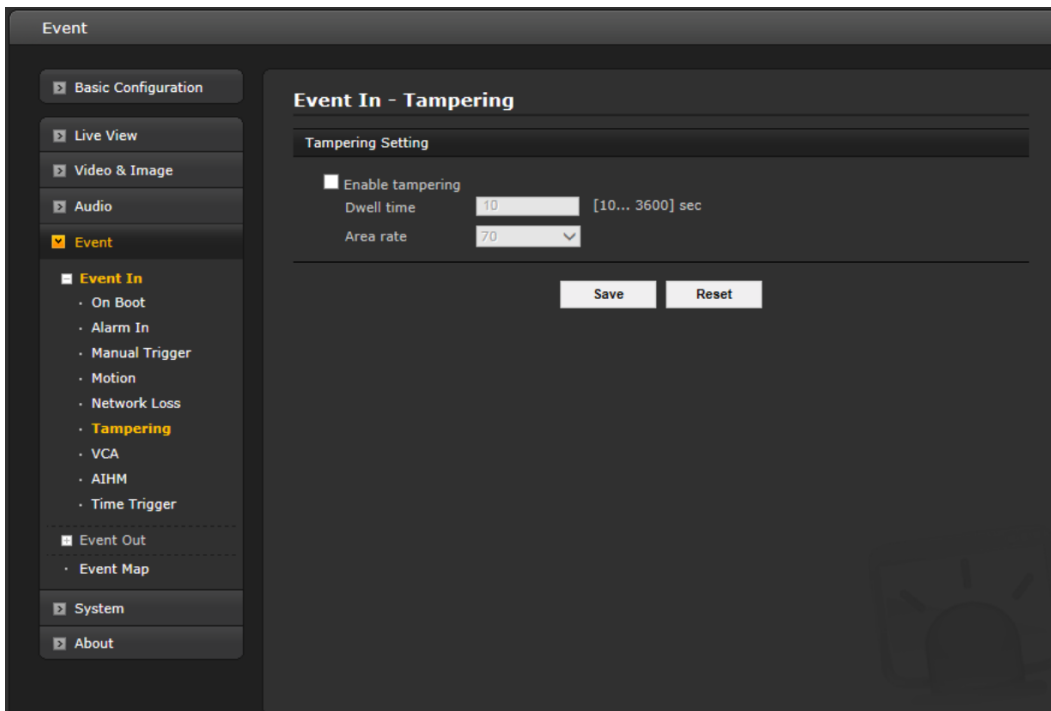 Event
Basic Configuration
Live View
Video & Image
Audio
Event
Event In
· On Boot
· Alarm In
· Manual Trigger
· Motion
· Network Loss
· Tampering
· VCA
· AIHM
· Time Trigger
Event Out
· Event Map
System
About
Event In - Tampering
Tampering Setting
Enable tampering
Dwell time 10 [10... 3600] sec
Area rate 70
Save Reset